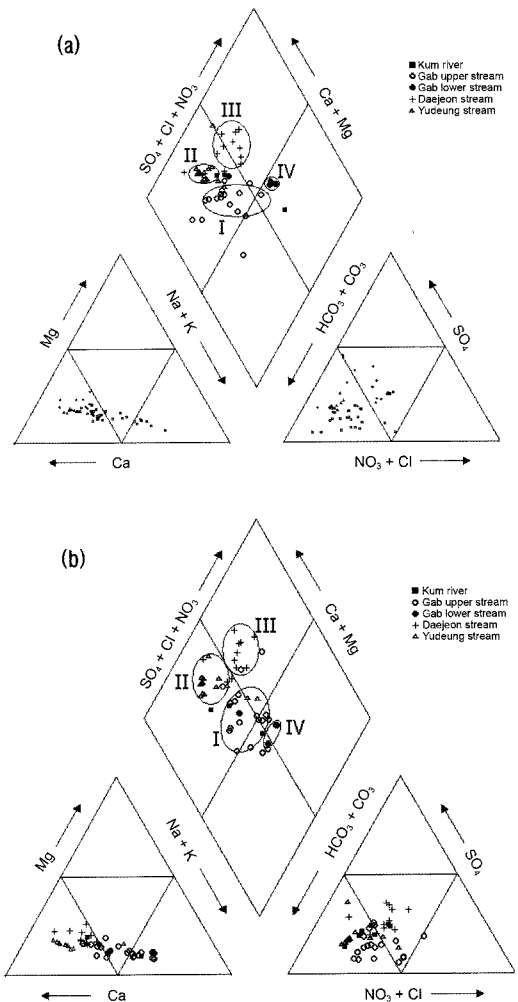 (a)
SO₄ + Cl + NO₃
Ca + Mg
■ Kum river
○ Gab upper stream
● Gab lower stream
+ Daejeon stream
△ Yudeung stream
III
II
IV
I
Mg
Na + K
HCO₃ + CO₃
SO₄
Ca
NO₃ + Cl
(b)
SO₄ + Cl + NO₃
Ca + Mg
■ Kum river
○ Gab upper stream
● Gab lower stream
+ Daejeon stream
△ Yudeung stream
III
II
I
IV
Mg
Na + K
HCO₃ + CO₃
SO₄
Ca
NO₃ + Cl